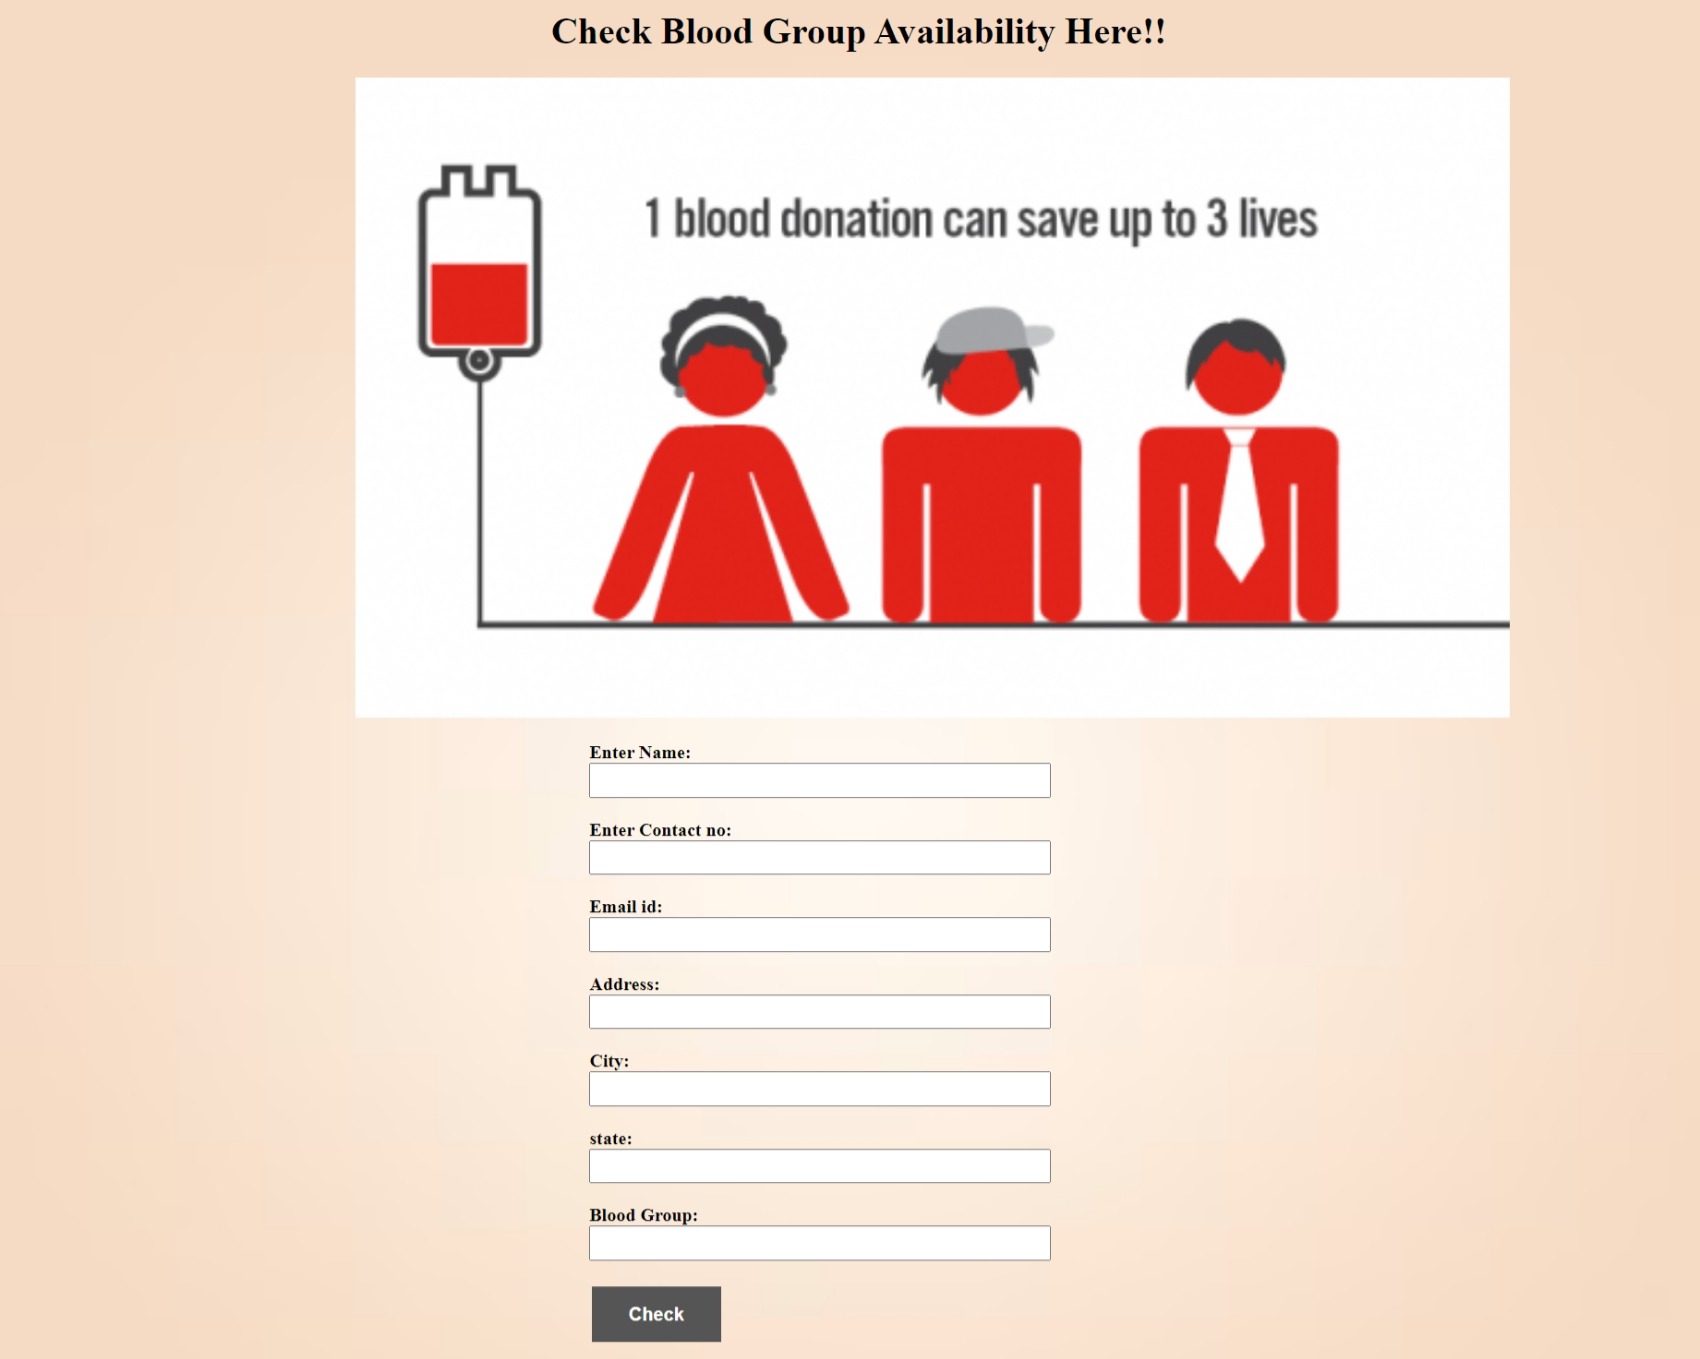 Check Blood Group Availability Here!!
1 blood donation can save up to 3 lives
Enter Name:
Enter Contact no:
Email id:
Address:
City:
state:
Blood Group:
Check